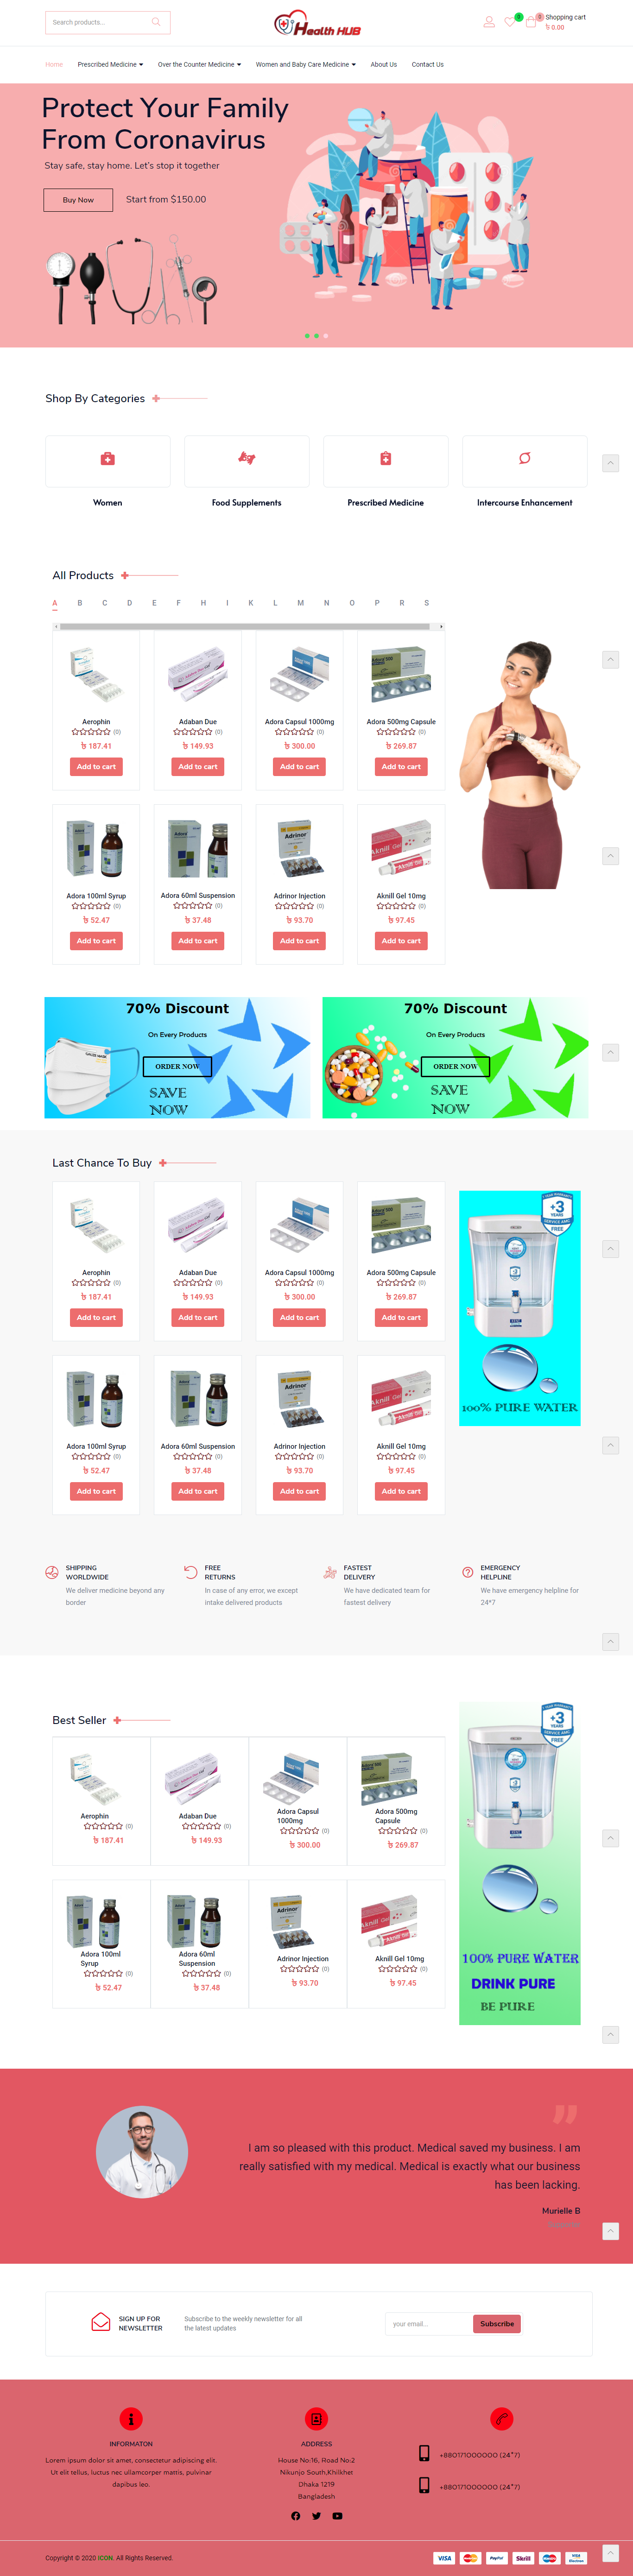 Search products...
Health HUB
0
0
Shopping cart
৳ 0.00
Home
Prescribed Medicine
Over the Counter Medicine
Women and Baby Care Medicine
About Us
Contact Us
Protect Your Family
From Coronavirus
Stay safe, stay home. Let's stop it together
Buy Now
Start from $150.00
Shop By Categories
Women
Food Supplements
Prescribed Medicine
Intercourse Enhancement
All Products
A B C D E F H I K L M N O P R S
Aerophin
(0)
৳ 187.41
Add to cart
Adaban Due
(0)
৳ 149.93
Add to cart
Adora Capsul 1000mg
(0)
৳ 300.00
Add to cart
Adora 500mg Capsule
(0)
৳ 269.87
Add to cart
Adora 100ml Syrup
(0)
৳ 52.47
Add to cart
Adora 60ml Suspension
(0)
৳ 37.48
Add to cart
Adrinor
Adrinor Injection
(0)
৳ 93.70
Add to cart
Aknill Gel
Aknill Gel 10mg
(0)
৳ 97.45
Add to cart
70% Discount
On Every Products
ORDER NOW
SAVE
NOW
70% Discount
On Every Products
ORDER NOW
SAVE
NOW
Last Chance To Buy
Aerophin
(0)
৳ 187.41
Add to cart
Adaban Due
(0)
৳ 149.93
Add to cart
Adora Capsul 1000mg
(0)
৳ 300.00
Add to cart
Adora 500mg Capsule
(0)
৳ 269.87
Add to cart
+3
YEARS
SERVICE AMC
FREE
100% PURE WATER
Adora 100ml Syrup
(0)
৳ 52.47
Add to cart
Adora 60ml Suspension
(0)
৳ 37.48
Add to cart
Adrinor
Adrinor Injection
(0)
৳ 93.70
Add to cart
Aknill Gel
Aknill Gel 10mg
(0)
৳ 97.45
Add to cart
SHIPPING
WORLDWIDE
We deliver medicine beyond any
border
FREE
RETURNS
In case of any error, we except
intake delivered products
FASTEST
DELIVERY
We have dedicated team for
fastest delivery
EMERGENCY
HELPLINE
We have emergency helpline for
24*7
Best Seller
Aerophin
(0)
৳ 187.41
Adaban Due
(0)
৳ 149.93
Adora Capsul
1000mg
(0)
৳ 300.00
Adora 500mg
Capsule
(0)
৳ 269.87
Adora 100ml
Syrup
(0)
৳ 52.47
Adora 60ml
Suspension
(0)
৳ 37.48
Adrinor
Adrinor Injection
(0)
৳ 93.70
Aknill Gel
Aknill Gel 10mg
(0)
৳ 97.45
+3
YEARS
SERVICE AMC
FREE
100% PURE WATER
DRINK PURE
BE PURE
I am so pleased with this product. Medical saved my business. I am
really satisfied with my medical. Medical is exactly what our business
has been lacking.
Murielle B
SIGN UP FOR
NEWSLETTER
Subscribe to the weekly newsletter for all
the latest updates
your email...
Subscribe
INFORMATON
Lorem ipsum dolor sit amet, consectetur adipiscing elit.
Ut elit tellus, luctus nec ullamcorper mattis, pulvinar
dapibus leo.
ADDRESS
House No:16, Road No:2
Nikunjo South,Khilkhet
Dhaka 1219
Bangladesh
+880171000000 (24*7)
+880171000000 (24*7)
Copyright © 2020 ICON. All Rights Reserved.
VISA
MasterCard
PayPal
Skrill
Maestro
VISA
Electron